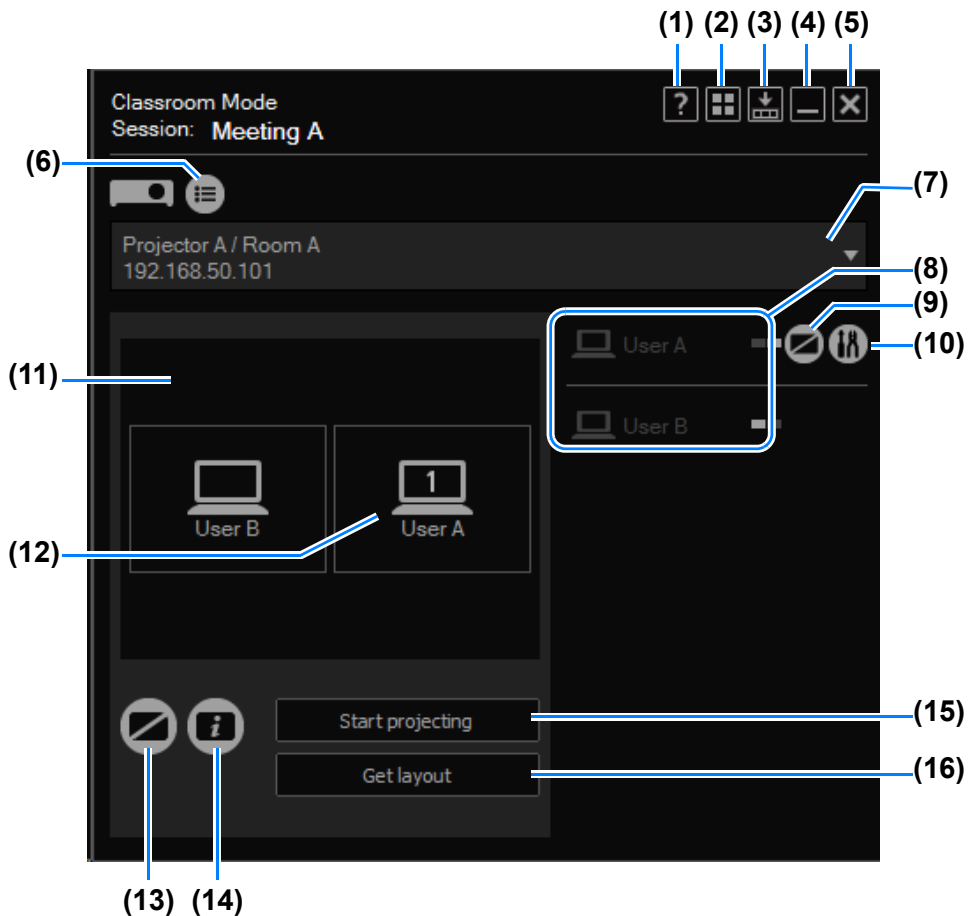 (1) (2) (3) (4) (5)
?
Classroom Mode
Session: Meeting A
(6)
(7)
Projector A / Room A
192.168.50.101
(8)
(9)
User A
(10)
(11)
User B
1
User B
User A
(12)
i
Start projecting
(15)
Get layout
(16)
(13) (14)